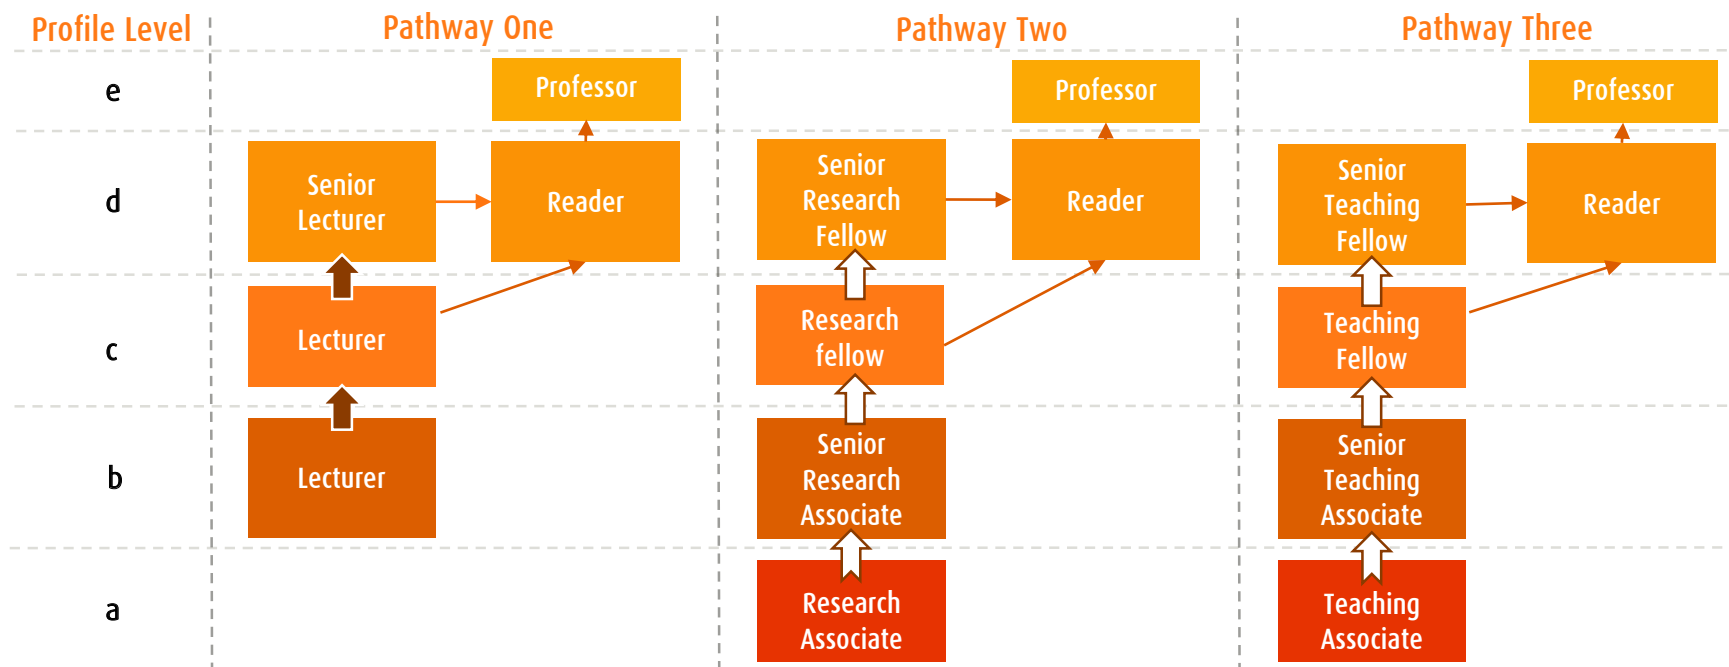 Profile Level
Pathway One
Pathway Two
Pathway Three
e
Professor
Professor
Professor
d
Senior
Lecturer
Reader
Senior
Research
Fellow
Reader
Senior
Teaching
Fellow
Reader
c
Lecturer
Research
fellow
Teaching
Fellow
b
Lecturer
Senior
Research
Associate
Senior
Teaching
Associate
a
Research
Associate
Teaching
Associate